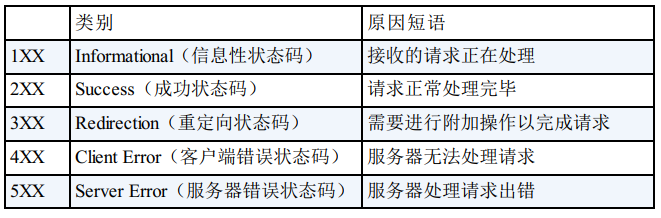 类别 原因短语
1XX Informational（信息性状态码） 接收的请求正在处理
2XX Success（成功状态码） 请求正常处理完毕
3XX Redirection（重定向状态码） 需要进行附加操作以完成请求
4XX Client Error（客户端错误状态码） 服务器无法处理请求
5XX Server Error（服务器错误状态码） 服务器处理请求出错